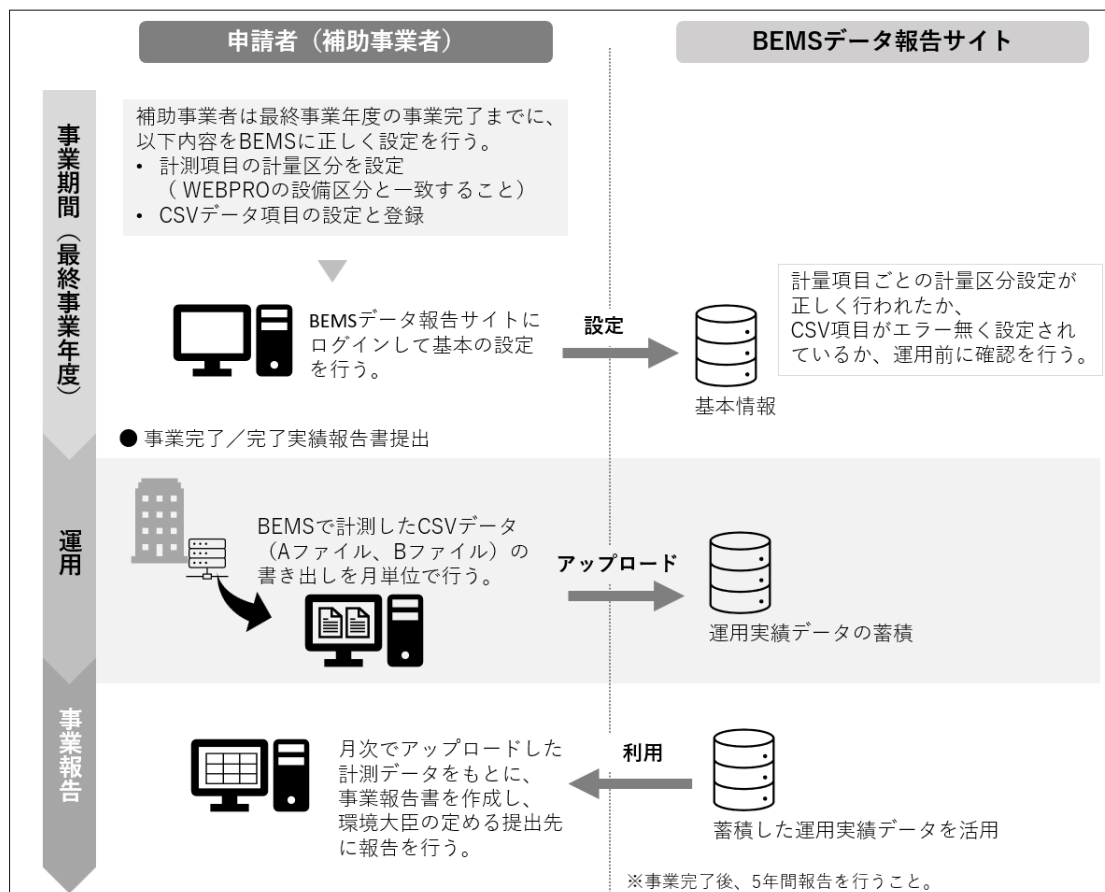 申請者（補助事業者）
BEMSデータ報告サイト
事業期間（最終事業年度）
補助事業者は最終事業年度の事業完了までに、
以下内容をBEMSに正しく設定を行う。
• 計測項目の計量区分を設定
（ WEBPROの設備区分と一致すること）
• CSVデータ項目の設定と登録
BEMSデータ報告サイトに
ログインして基本の設定
を行う。
設定
計量項目ごとの計量区分設定が
正しく行われたか、
CSV項目がエラー無く設定され
ているか、運用前に確認を行う。
基本情報
● 事業完了／完了実績報告書提出
運用
BEMSで計測したCSVデータ
（Aファイル、Bファイル）の
書き出しを月単位で行う。
アップロード
運用実績データの蓄積
事業報告
月次でアップロードした
計測データをもとに、
事業報告書を作成し、
環境大臣の定める提出先
に報告を行う。
利用
蓄積した運用実績データを活用
※事業完了後、5年間報告を行うこと。